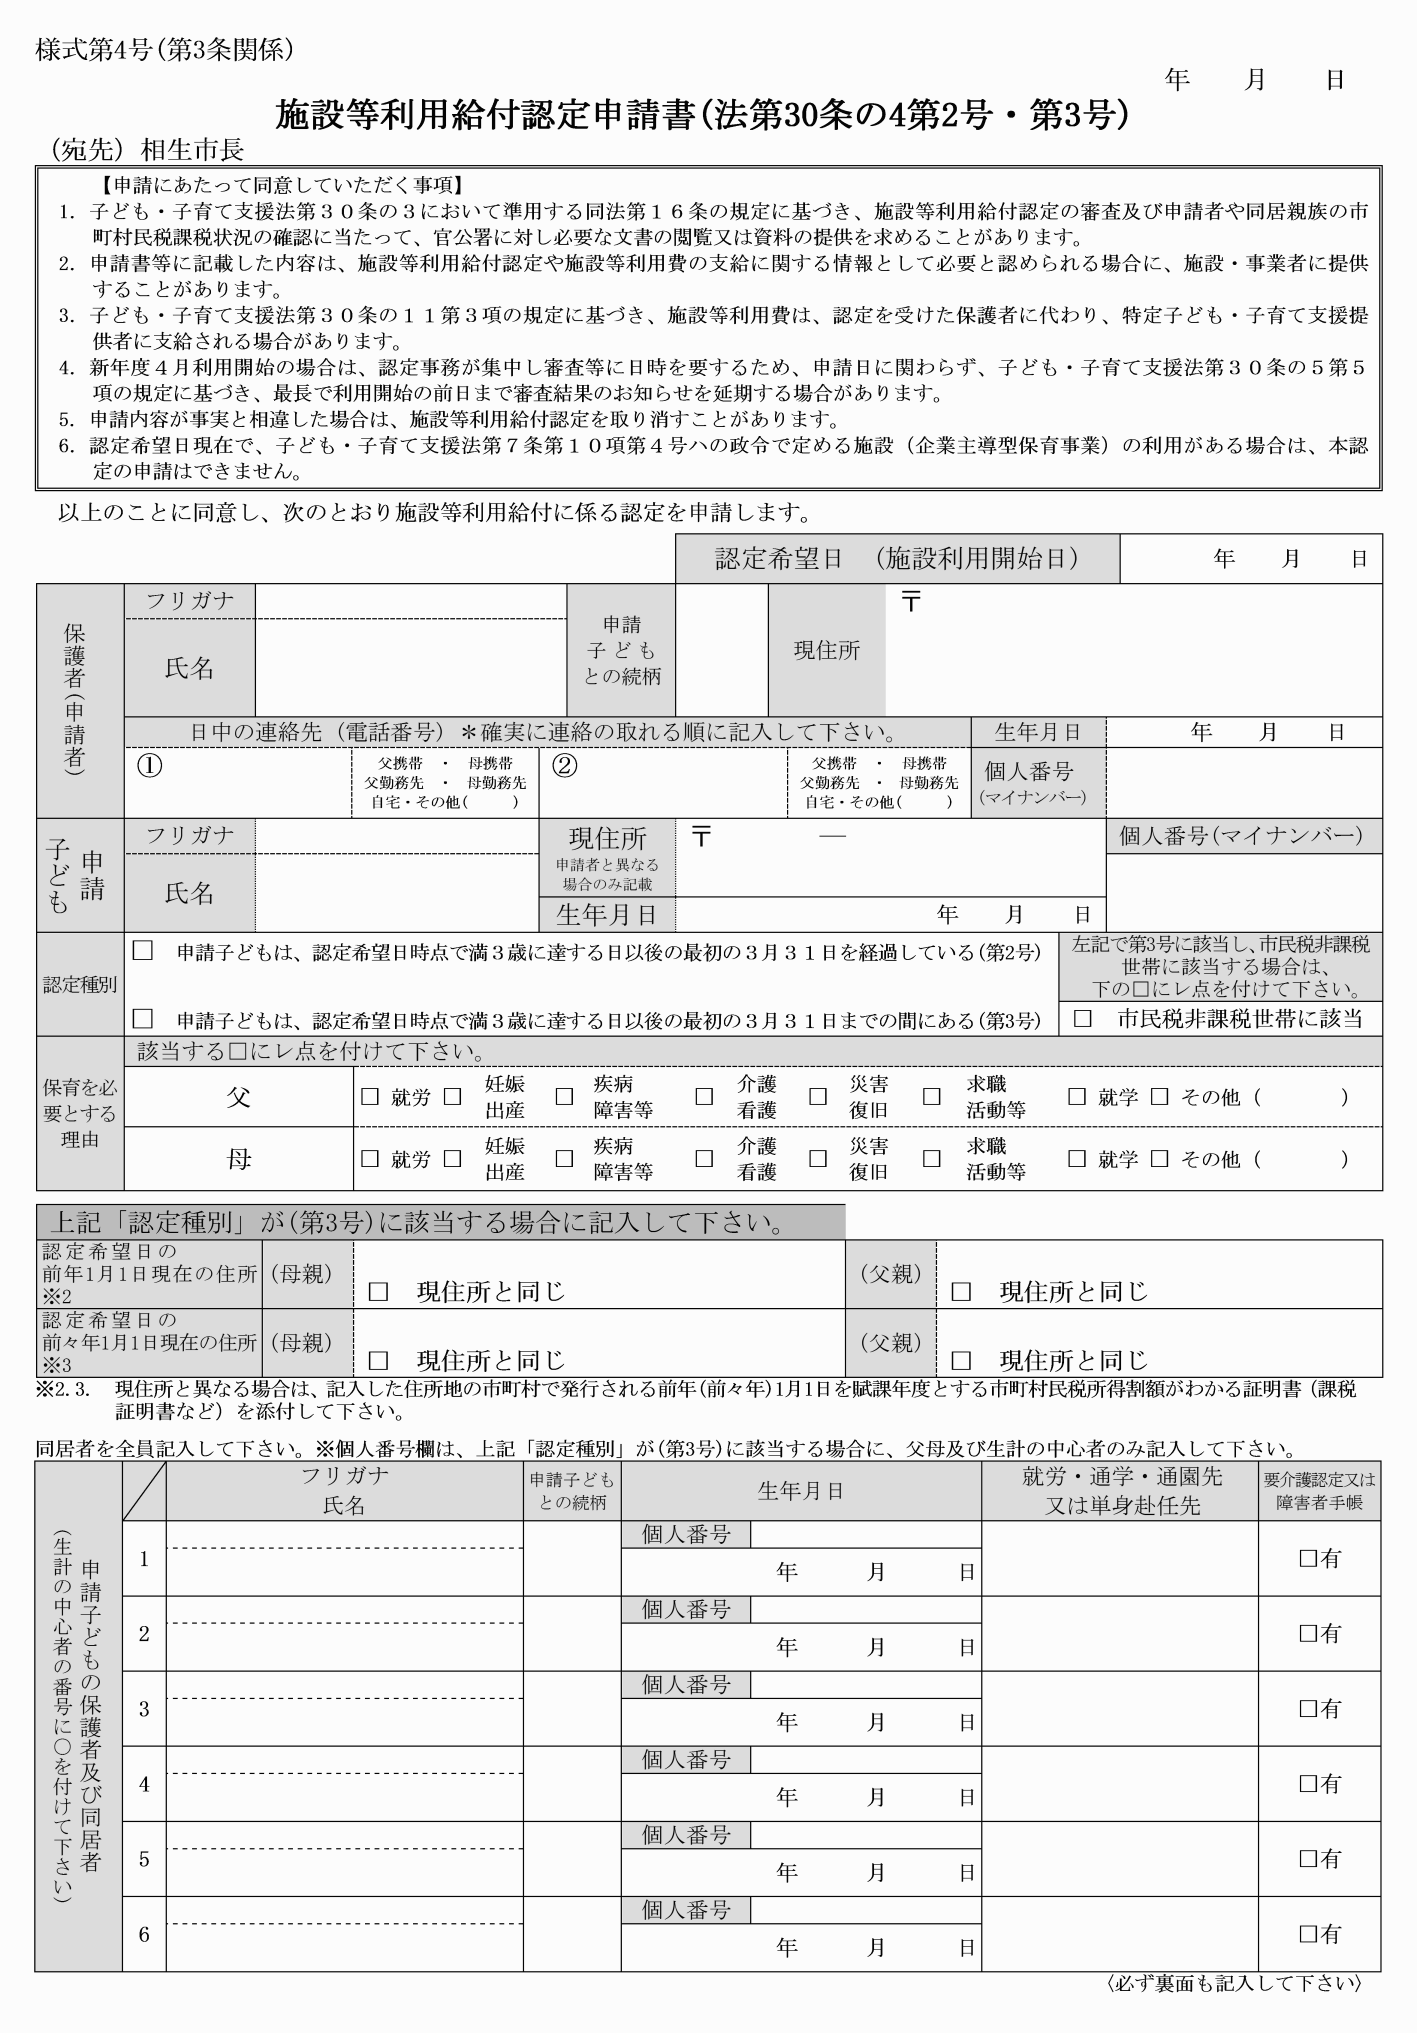 様式第4号(第3条関係)
年　　月　　日
施設等利用給付認定申請書(法第30条の4第2号・第3号)
（宛先）相生市長
【申請にあたって同意していただく事項】
1. 子ども・子育て支援法第３０条の３において準用する同法第１６条の規定に基づき、施設等利用給付認定の審査及び申請者や同居親族の市
町村民税課税状況の確認に当たって、官公署に対し必要な文書の閲覧又は資料の提供を求めることがあります。
2. 申請書等に記載した内容は、施設等利用給付認定や施設等利用費の支給に関する情報として必要と認められる場合に、施設・事業者に提供
することがあります。
3. 子ども・子育て支援法第３０条の１１第３項の規定に基づき、施設等利用費は、認定を受けた保護者に代わり、特定子ども・子育て支援提
供者に支給される場合があります。
4. 新年度４月利用開始の場合は、認定事務が集中し審査等に日時を要するため、申請日に関わらず、子ども・子育て支援法第３０条の５第５
項の規定に基づき、最長で利用開始の前日まで審査結果のお知らせを延期する場合があります。
5. 申請内容が事実と相違した場合は、施設等利用給付認定を取り消すことがあります。
6. 認定希望日現在で、子ども・子育て支援法第７条第１０項第４号ハの政令で定める施設（企業主導型保育事業）の利用がある場合は、本認
定の申請はできません。
以上のことに同意し、次のとおり施設等利用給付に係る認定を申請します。
認定希望日　（施設利用開始日）　年　　月　　日
保護者(申請者)
フリガナ
氏名
申請
子ども
との続柄
現住所
〒
日中の連絡先（電話番号）＊確実に連絡の取れる順に記入して下さい。
生年月日　年　　月　　日
①
父携帯　・　母携帯
父勤務先　・　母勤務先
自宅・その他(　　　)
②
父携帯　・　母携帯
父勤務先　・　母勤務先
自宅・その他(　　　)
個人番号
(マイナンバー)
申請
子ども
フリガナ
氏名
現住所
申請者と異なる
場合のみ記載
〒　　　　―
生年月日　年　　月　　日
個人番号(マイナンバー)
認定種別
□　申請子どもは、認定希望日時点で満３歳に達する日以後の最初の３月３１日を経過している(第2号)
□　申請子どもは、認定希望日時点で満３歳に達する日以後の最初の３月３１日までの間にある(第3号)
左記で第3号に該当し、市民税非課税
世帯に該当する場合は、
下の□にレ点を付けて下さい。
□　市民税非課税世帯に該当
保育を必
要とする
理由
該当する□にレ点を付けて下さい。
父　□ 就労 □ 妊娠出産 □ 疾病障害等 □ 介護看護 □ 災害復旧 □ 求職活動等 □ 就学 □ その他（　　　　）
母　□ 就労 □ 妊娠出産 □ 疾病障害等 □ 介護看護 □ 災害復旧 □ 求職活動等 □ 就学 □ その他（　　　　）
上記「認定種別」が(第3号)に該当する場合に記入して下さい。
認定希望日の
前年1月1日現在の住所
※2
(母親)　□　現住所と同じ
(父親)　□　現住所と同じ
認定希望日の
前々年1月1日現在の住所
※3
(母親)　□　現住所と同じ
(父親)　□　現住所と同じ
※2.3.　現住所と異なる場合は、記入した住所地の市町村で発行される前年(前々年)1月1日を賦課年度とする市町村民税所得割額がわかる証明書（課税
証明書など）を添付して下さい。
同居者を全員記入して下さい。※個人番号欄は、上記「認定種別」が(第3号)に該当する場合に、父母及び生計の中心者のみ記入して下さい。
申請子どもの保護者及び同居者
(生計の中心者の番号に○を付けて下さい)
フリガナ
氏名
申請子ども
との続柄
生年月日
就労・通学・通園先
又は単身赴任先
要介護認定又は
障害者手帳
1　個人番号
年　　月　　日　□有
2　個人番号
年　　月　　日　□有
3　個人番号
年　　月　　日　□有
4　個人番号
年　　月　　日　□有
5　個人番号
年　　月　　日　□有
6　個人番号
年　　月　　日　□有
〈必ず裏面も記入して下さい〉